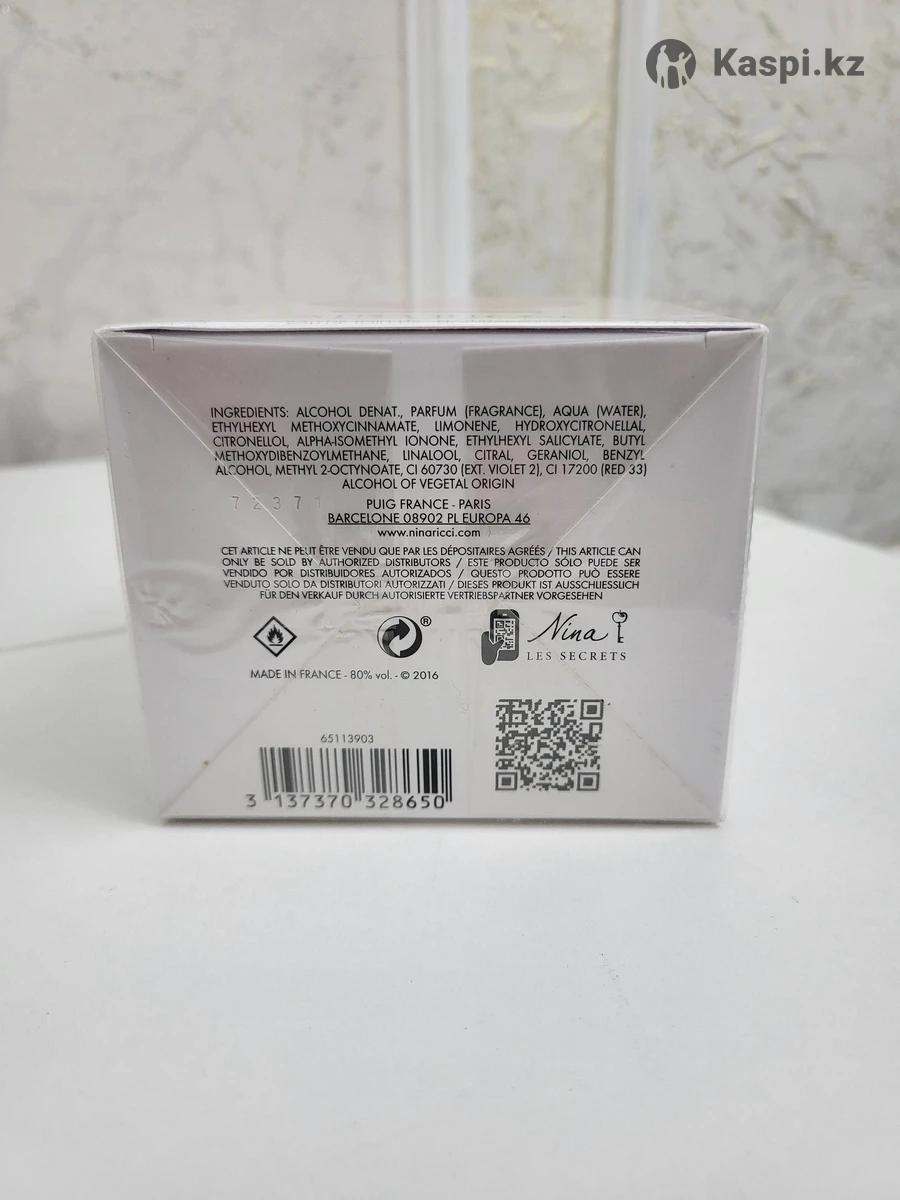 Kaspi.kz
INGREDIENTS: ALCOHOL DENAT., PARFUM (FRAGRANCE), AQUA (WATER),
ETHYLHEXYL METHOXYCINNAMATE, LIMONENE, HYDROXYCITRONELLAL,
CITRONELLOL, ALPHA-ISOMETHYL IONONE, ETHYLHEXYL SALICYLATE, BUTYL
METHOXYDIBENZOYLMETHANE, LINALOOL, CITRAL, GERANIOL, BENZYL
ALCOHOL, METHYL 2-OCTYNOATE, CI 60730 (EXT. VIOLET 2), CI 17200 (RED 33)
ALCOHOL OF VEGETAL ORIGIN
72371
PUIG FRANCE - PARIS
BARCELONE 08902 PL EUROPA 46
www.ninaricci.com
CET ARTICLE NE PEUT ÊTRE VENDU QUE PAR LES DÉPOSITAIRES AGRÉÉS / THIS ARTICLE CAN
ONLY BE SOLD BY AUTHORIZED DISTRIBUTORS / ESTE PRODUCTO SÓLO PUEDE SER
VENDIDO POR DISTRIBUIDORES AUTORIZADOS / QUESTO PRODOTTO PUÒ ESSERE
VENDUTO SOLO DA DISTRIBUTORI AUTORIZZATI / DIESES PRODUKT IST AUSSCHLIESSLICH
FÜR DEN VERKAUF DURCH AUTORISIERTE VERTRIEBSPARTNER VORGESEHEN
®
Nina
LES SECRETS
MADE IN FRANCE - 80% vol. - © 2016
65113903
3 137370 328650